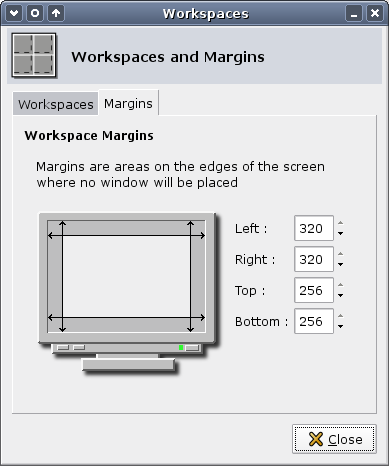 Workspaces
Workspaces and Margins
Workspaces Margins
Workspace Margins
Margins are areas on the edges of the screen
where no window will be placed
Left : 320
Right : 320
Top : 256
Bottom : 256
Close